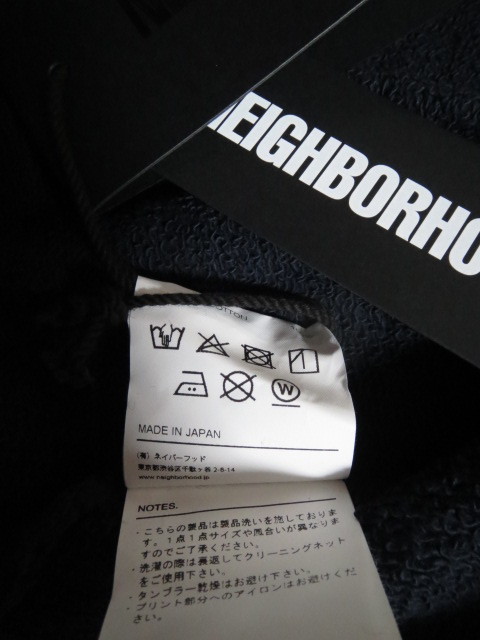 NEIGHBORHO
COTTON
W
MADE IN JAPAN
(有) ネイバーフッド
東京都渋谷区千駄ヶ谷 2-8-14
www.neighborhood.jp
NOTES.
・こちらの製品は製品洗いを施しておりま
す。1点1点サイズや風合いが異なりま
すのでご了承ください。
・洗濯の際は裏返してクリーニングネット
をご使用下さい。
・タンブラー乾燥はお避け下さい。
・プリント部分へのアイロンはお避けくだ
さい。